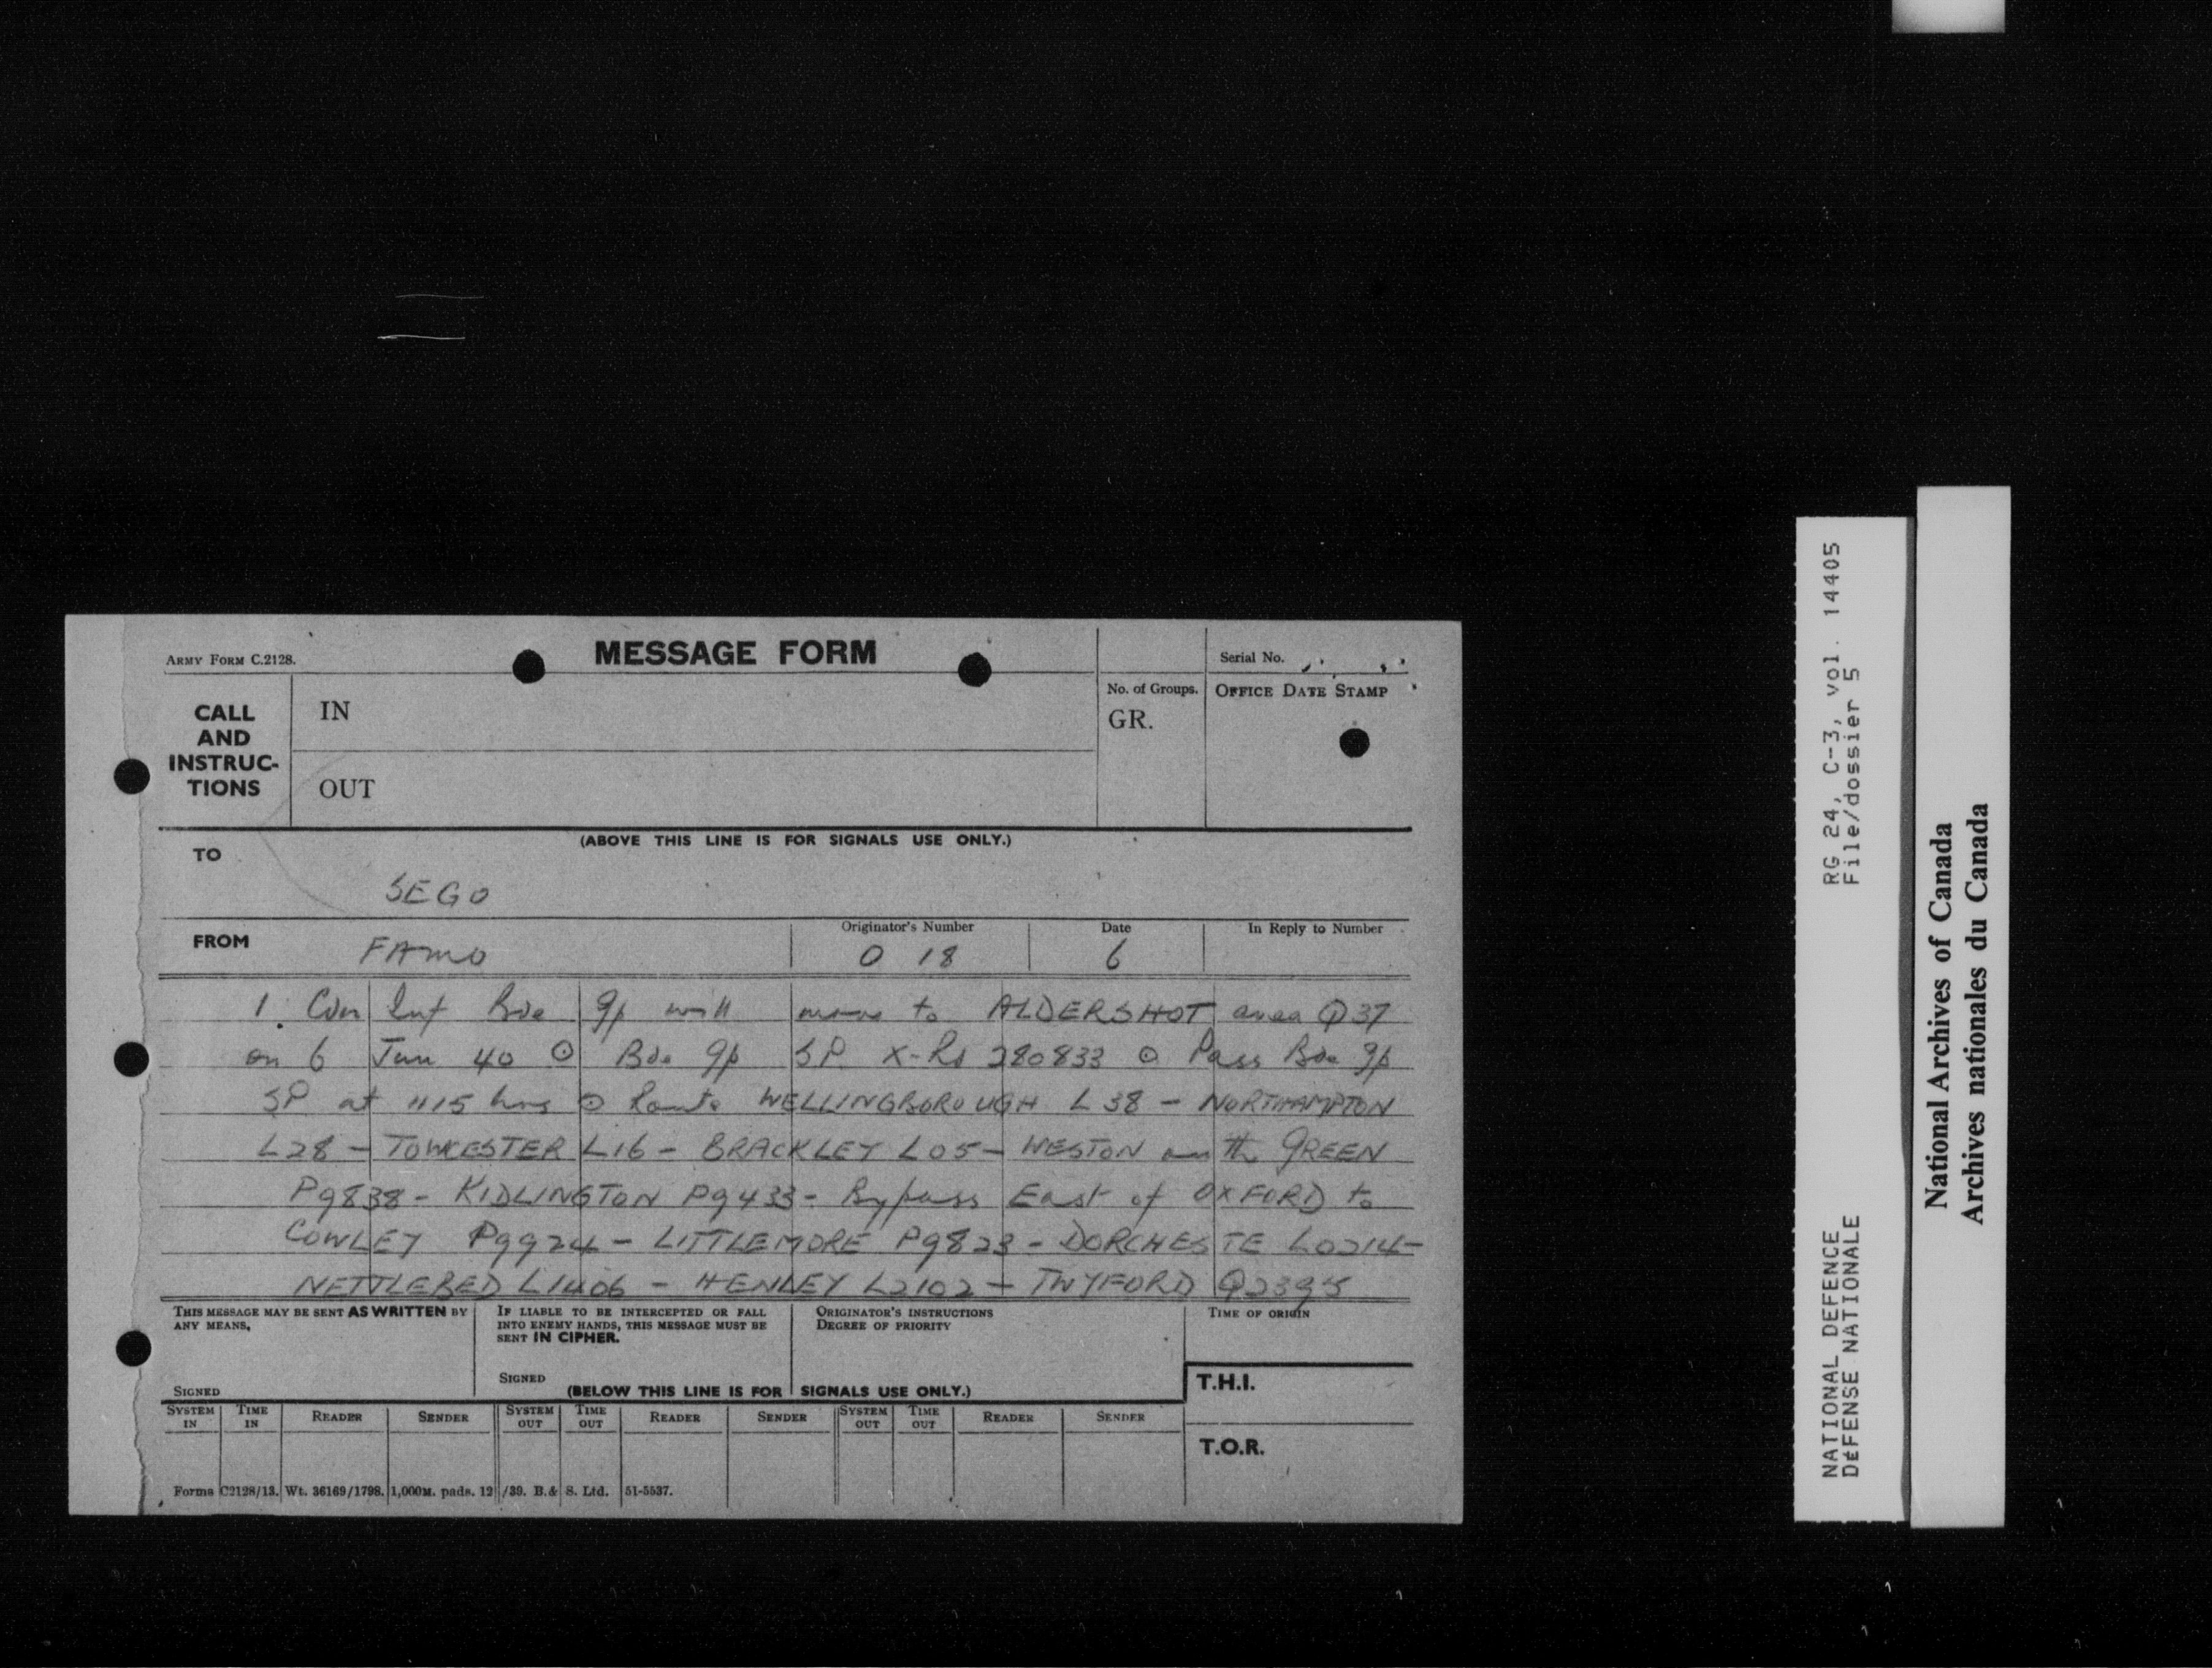 ARMY FORM C.2128.
MESSAGE FORM
Serial No.
CALL
AND
INSTRUC-
TIONS
IN
OUT
No. of Groups.
GR.
OFFICE DATE STAMP
(ABOVE THIS LINE IS FOR SIGNALS USE ONLY.)
TO
SEGO
FROM
FAMO
Originator's Number
O 18
Date
6
In Reply to Number
1 Cdn Inf Bde gp will move to ALDERSHOT area Q37
on 6 Jun 40 ⊙ Bde gp SP X-Rd 280833 ⊙ Pass Bde gp
SP at 1115 hrs ⊙ Route WELLINGBOROUGH L38 - NORTHAMPTON
L28 - TOWCESTER L16 - BRACKLEY L05 - WESTON on the GREEN
P9838 - KIDLINGTON P9433 - Bypass East of OXFORD to
COWLEY P9924 - LITTLEMORE P9823 - DORCHESTE L0214 -
NETTLEBED L1406 - HENLEY L2102 - TWYFORD Q2395
THIS MESSAGE MAY BE SENT AS WRITTEN BY
ANY MEANS,
SIGNED
IF LIABLE TO BE INTERCEPTED OR FALL
INTO ENEMY HANDS, THIS MESSAGE MUST BE
SENT IN CIPHER.
SIGNED
ORIGINATOR'S INSTRUCTIONS
DEGREE OF PRIORITY
TIME OF ORIGIN
(BELOW THIS LINE IS FOR SIGNALS USE ONLY.)
T.H.I.
SYSTEM IN TIME IN READER SENDER SYSTEM OUT TIME OUT READER SENDER SYSTEM OUT TIME OUT READER SENDER
T.O.R.
Forms C2128/13. Wt. 36169/1798. 1,000M. pads. 12/39. B.& S. Ltd. 51-5537.
NATIONAL DEFENCE RG 24, C-3, vol. 14405
DéFENSE NATIONALE File/dossier 5
National Archives of Canada
Archives nationales du Canada